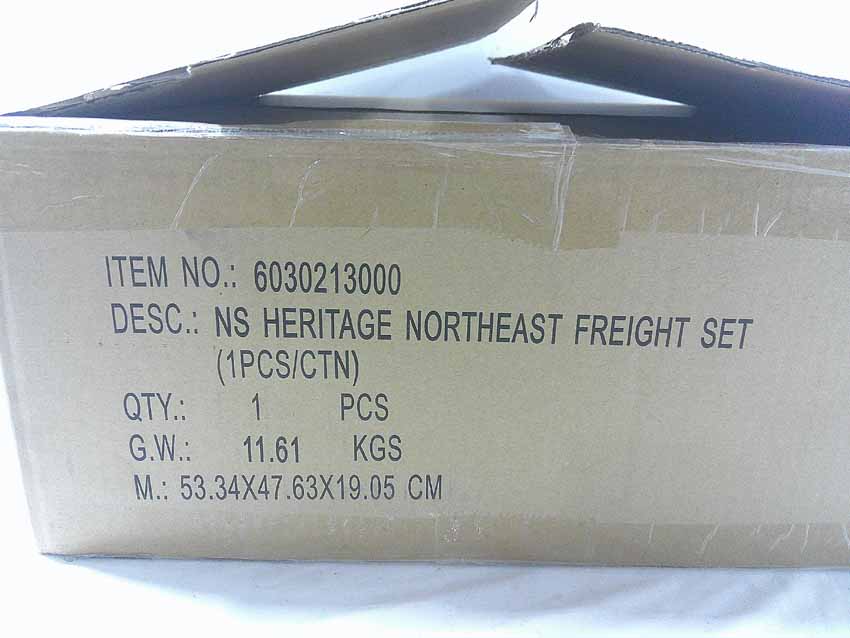 ITEM NO.: 6030213000
DESC.: NS HERITAGE NORTHEAST FREIGHT SET
(1PCS/CTN)
QTY.: 1 PCS
G.W.: 11.61 KGS
M.: 53.34X47.63X19.05 CM